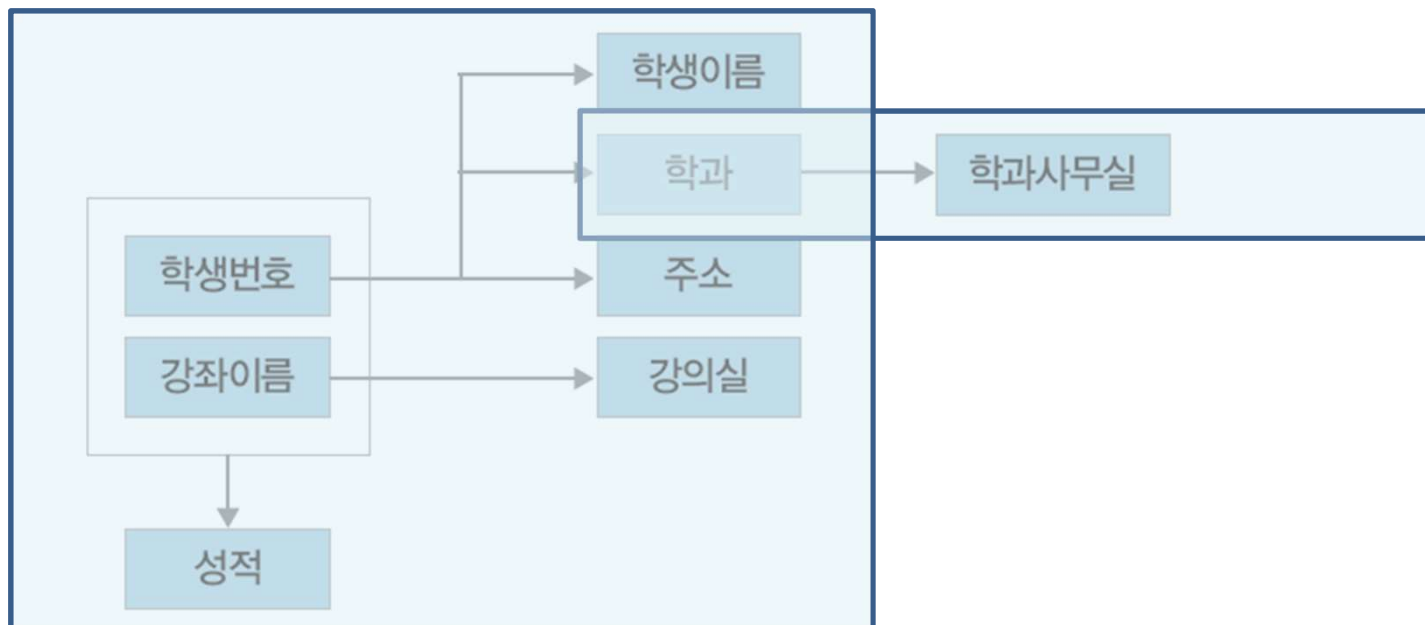 학생이름
학과
학과사무실
학생번호
주소
강좌이름
강의실
성적